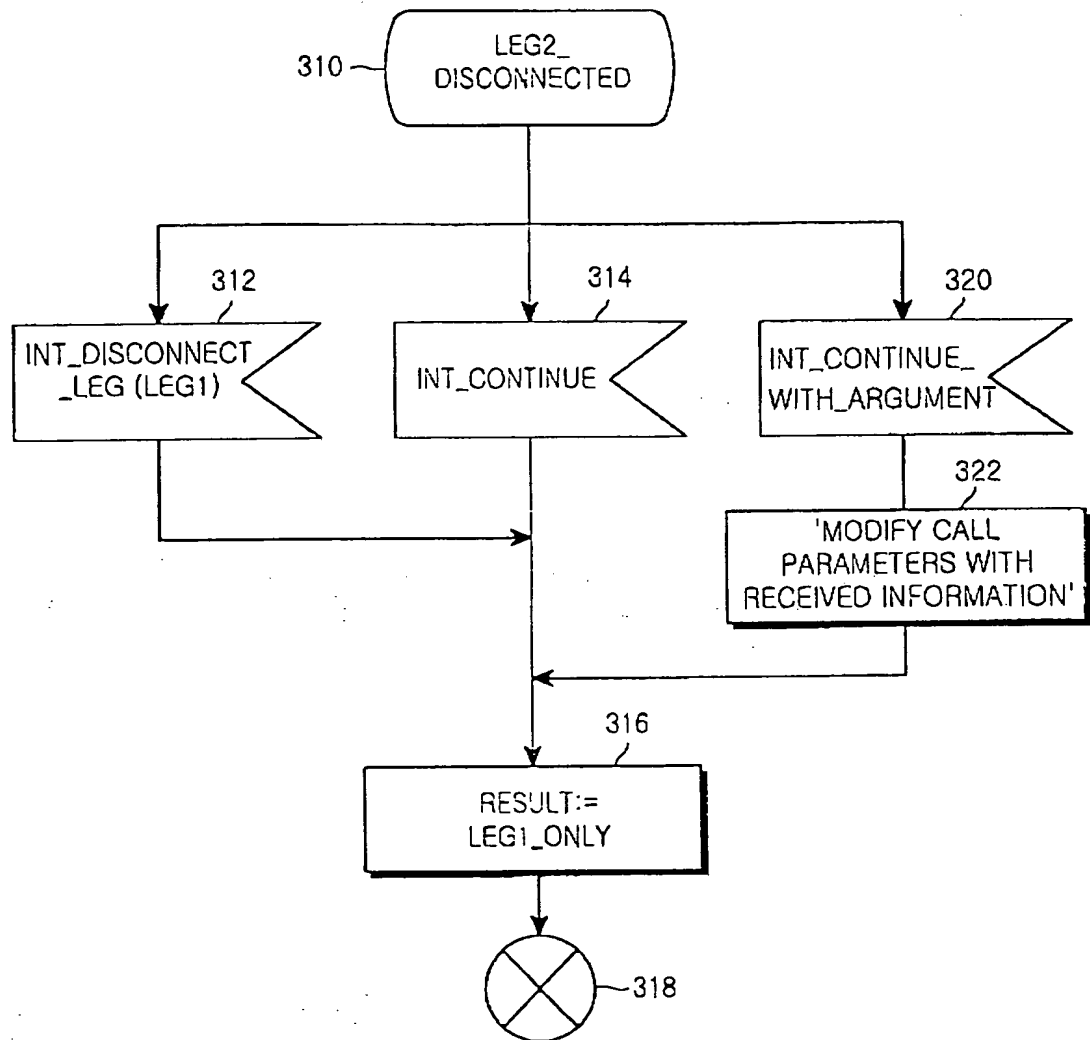 310
LEG2_
DISCONNECTED
312
INT_DISCONNECT
_LEG (LEG1)
314
INT_CONTINUE
320
INT_CONTINUE_
WITH_ARGUMENT
322
'MODIFY CALL
PARAMETERS WITH
RECEIVED INFORMATION'
316
RESULT:=
LEG1_ONLY
318